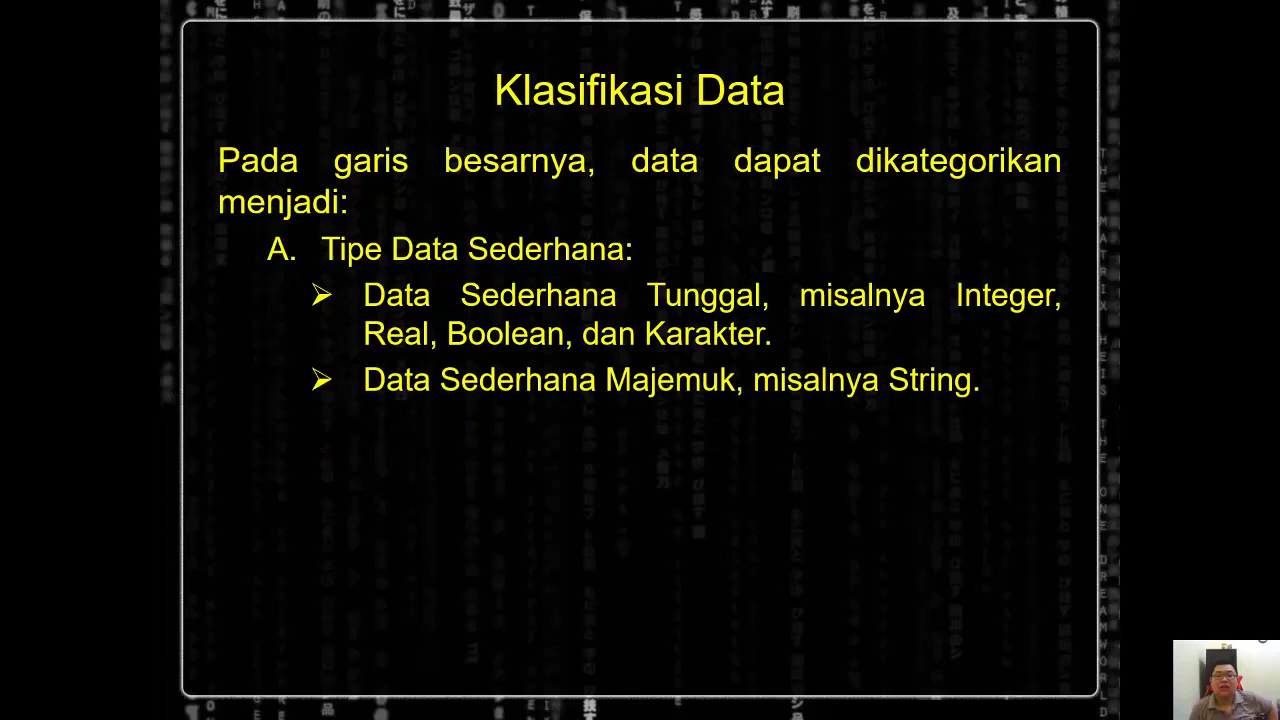 Klasifikasi Data
Pada garis besarnya, data dapat dikategorikan
menjadi:
A. Tipe Data Sederhana:
➢ Data Sederhana Tunggal, misalnya Integer,
Real, Boolean, dan Karakter.
➢ Data Sederhana Majemuk, misalnya String.